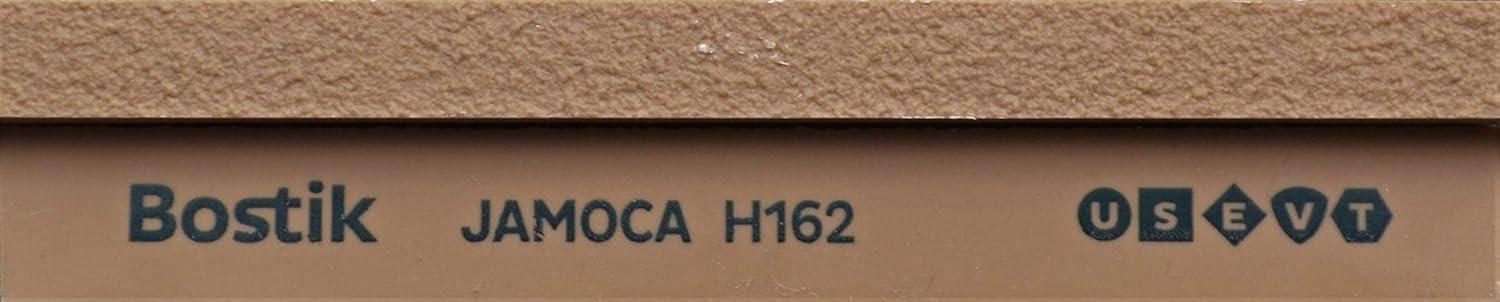 Bostik JAMOCA H162 U S E V T